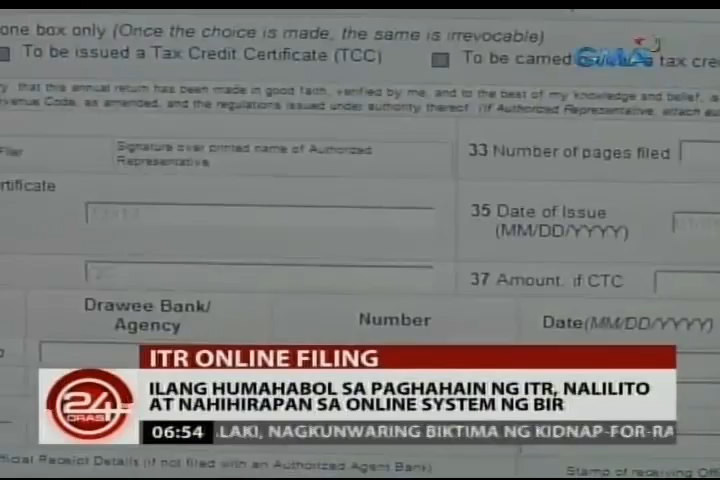 one box only (Once the choice is made, the same is irrevocable)
To be issued a Tax Credit Certificate (TCC)
To be carried
tax cre
GMA
that this annual return has been made in good faith, verified by me, and to the best of my knowledge and belief, is
venue Code, as amended, and the regulations issued under authority thereof. (If Authorized Representative, attach
Filer
Signature over printed name of Authorized
Representative
33 Number of pages filed
rtificate
35 Date of Issue
(MM/DD/YYYY)
37 Amount, if CTC
Drawee Bank/
Agency
Number
Date(MM/DD/YYYY)
ITR ONLINE FILING
24
ORAS
ILANG HUMAHABOL SA PAGHAHAIN NG ITR, NALILITO
AT NAHIHIRAPAN SA ONLINE SYSTEM NG BIR
06:54
LAKI, NAGKUNWARING BIKTIMA NG KIDNAP-FOR-RA
ficial Receipt Details (if not filed with an Authorized Agent Bank)
Stamp of receiving Off